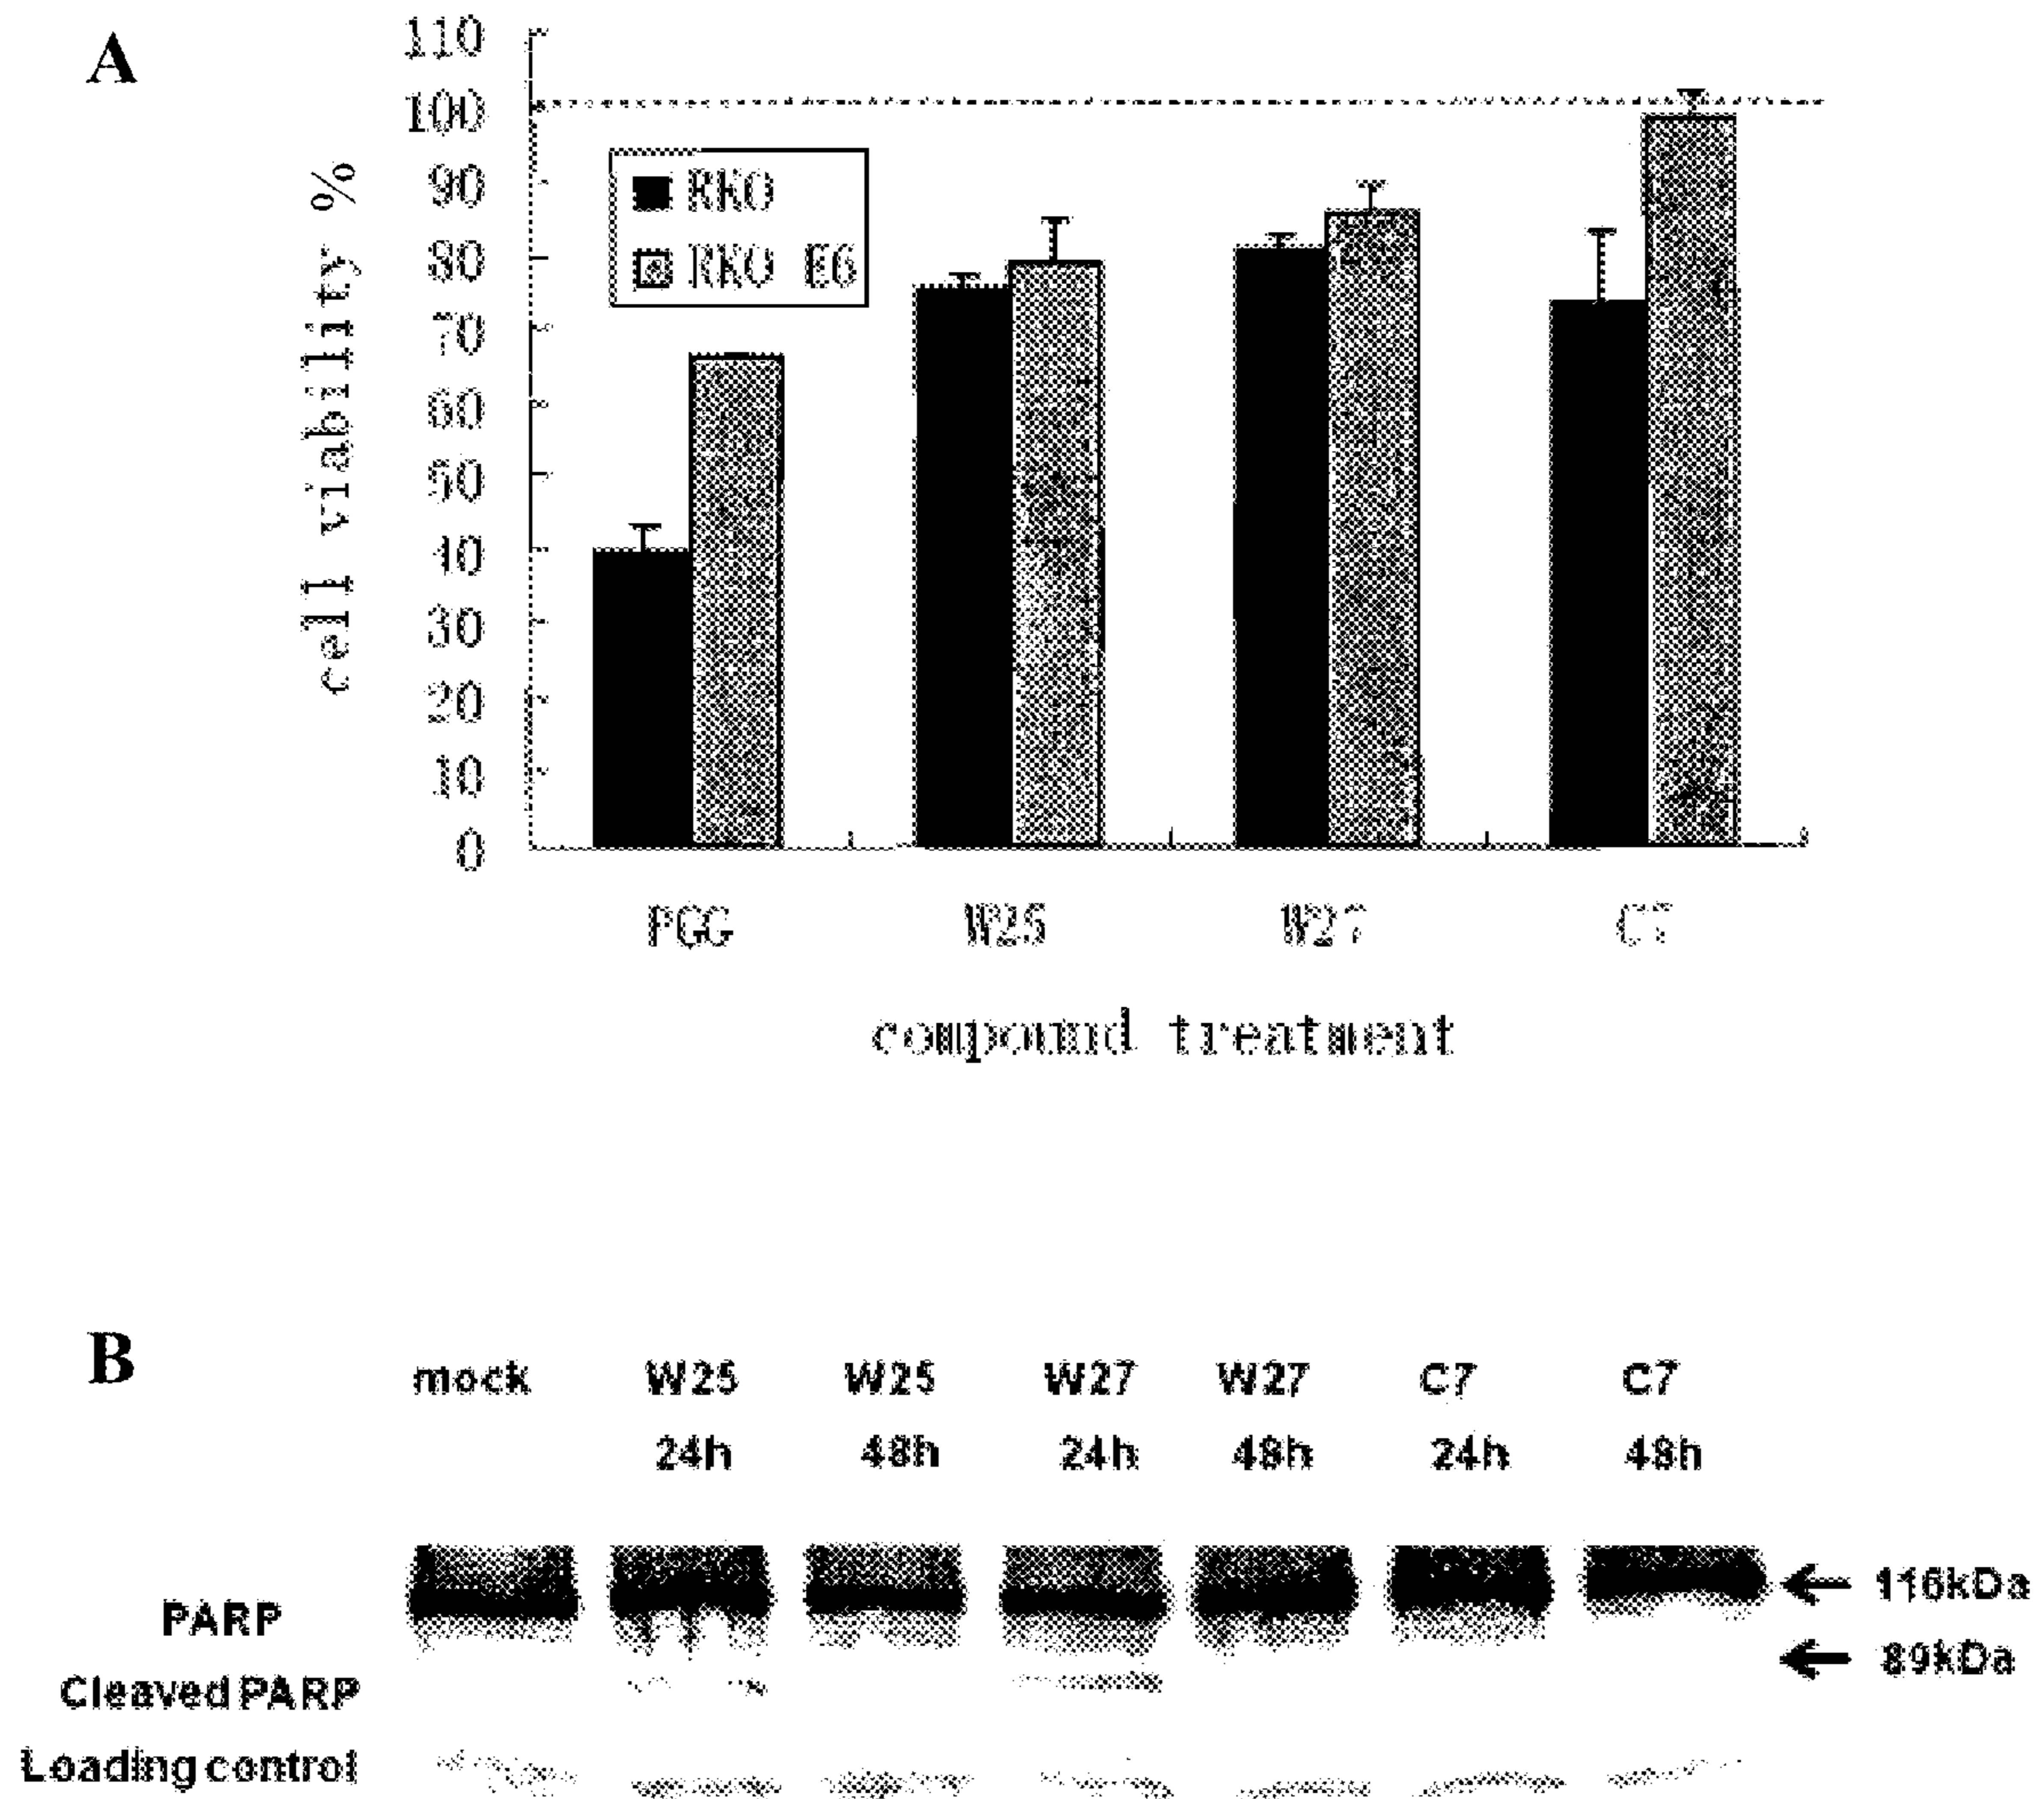 A
110
100
90
80
70
60
50
40
30
20
10
0
cell viability %
RKO
RKO E6
PGG W25 W27 C7
compound treatment
B
mock W25 W25 W27 W27 C7 C7
24h 48h 24h 48h 24h 48h
PARP
116kDa
89kDa
Cleaved PARP
Loading control